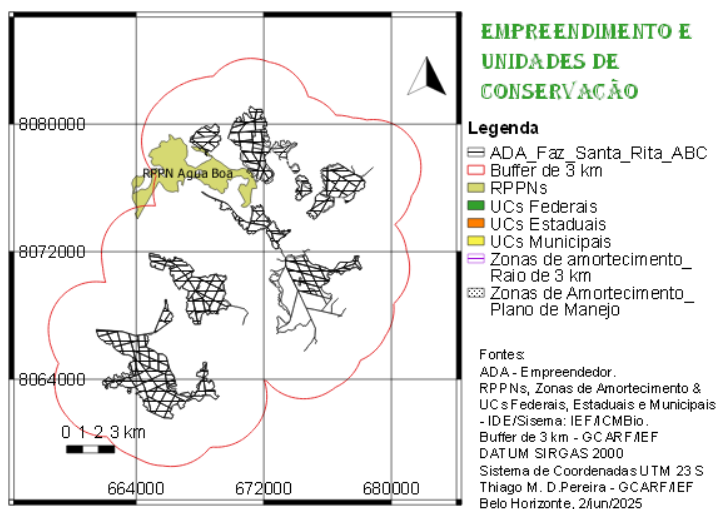 EMPREENDIMENTO E
UNIDADES DE
CONSERVAÇÃO
8080000
8072000
8064000
RPPN Agua Boa
0 1 2 3 km
664000 672000 680000
Legenda
ADA_Faz_Santa_Rita_ABC
Buffer de 3 km
RPPNs
UCs Federais
UCs Estaduais
UCs Municipais
Zonas de amortecimento_
Raio de 3 km
Zonas de Amortecimento_
Plano de Manejo
Fontes:
ADA - Empreendedor.
RPPNs, Zonas de Amortecimento &
UCs Federais, Estaduais e Municipais
- IDE/Sisema: IEF/ICMBio.
Buffer de 3 km - GCARF/IEF
DATUM SIRGAS 2000
Sistema de Coordenadas UTM 23 S
Thiago M. D.Pereira - GCARF/IEF
Belo Horizonte, 2/jun/2025